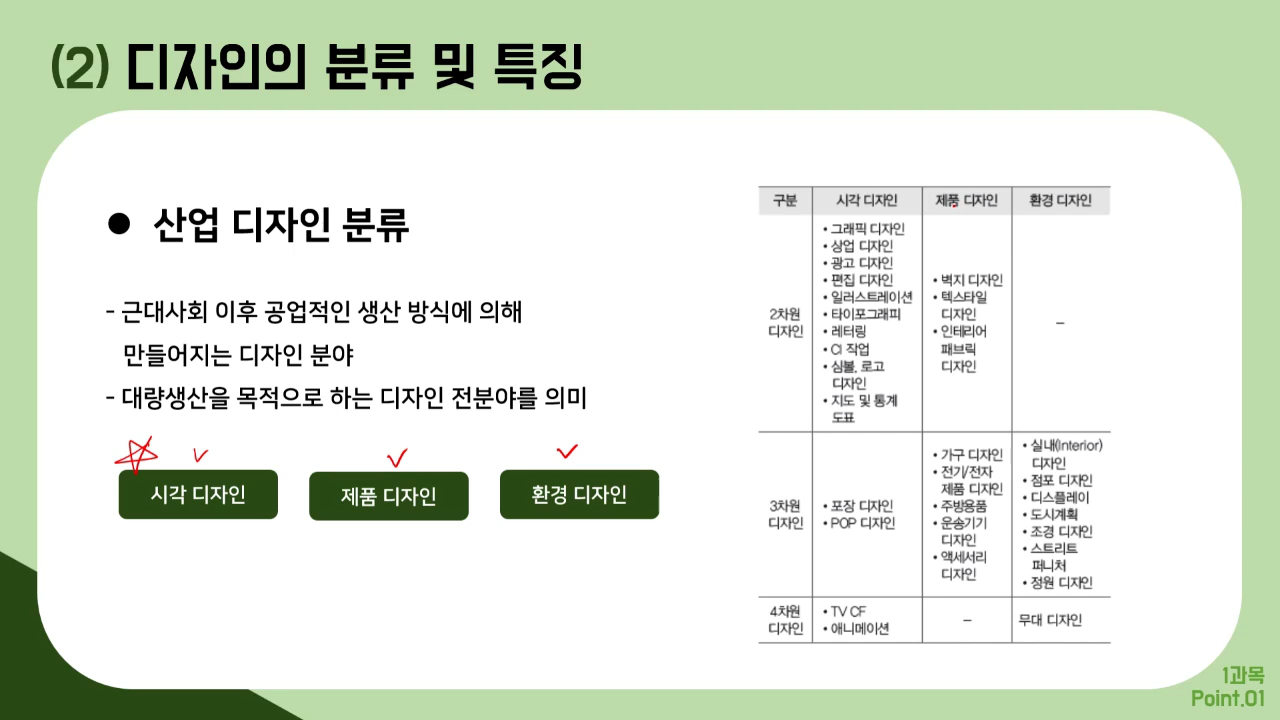 (2) 디자인의 분류 및 특징
● 산업 디자인 분류
- 근대사회 이후 공업적인 생산 방식에 의해
만들어지는 디자인 분야
- 대량생산을 목적으로 하는 디자인 전분야를 의미
시각 디자인
제품 디자인
환경 디자인
구분 시각 디자인 제품 디자인 환경 디자인
2차원
디자인
• 그래픽 디자인
• 상업 디자인
• 광고 디자인
• 편집 디자인
• 일러스트레이션
• 타이포그래피
• 레터링
• CI 작업
• 심볼, 로고
디자인
• 지도 및 통계
도표
• 벽지 디자인
• 텍스타일
디자인
• 인테리어
패브릭
디자인
–
3차원
디자인
• 포장 디자인
• POP 디자인
• 가구 디자인
• 전기/전자
제품 디자인
• 주방용품
• 운송기기
디자인
• 액세서리
디자인
• 실내(Interior)
디자인
• 점포 디자인
• 디스플레이
• 도시계획
• 조경 디자인
• 스트리트
퍼니처
• 정원 디자인
4차원
디자인
• TV CF
• 애니메이션
–
무대 디자인
1과목
Point.01